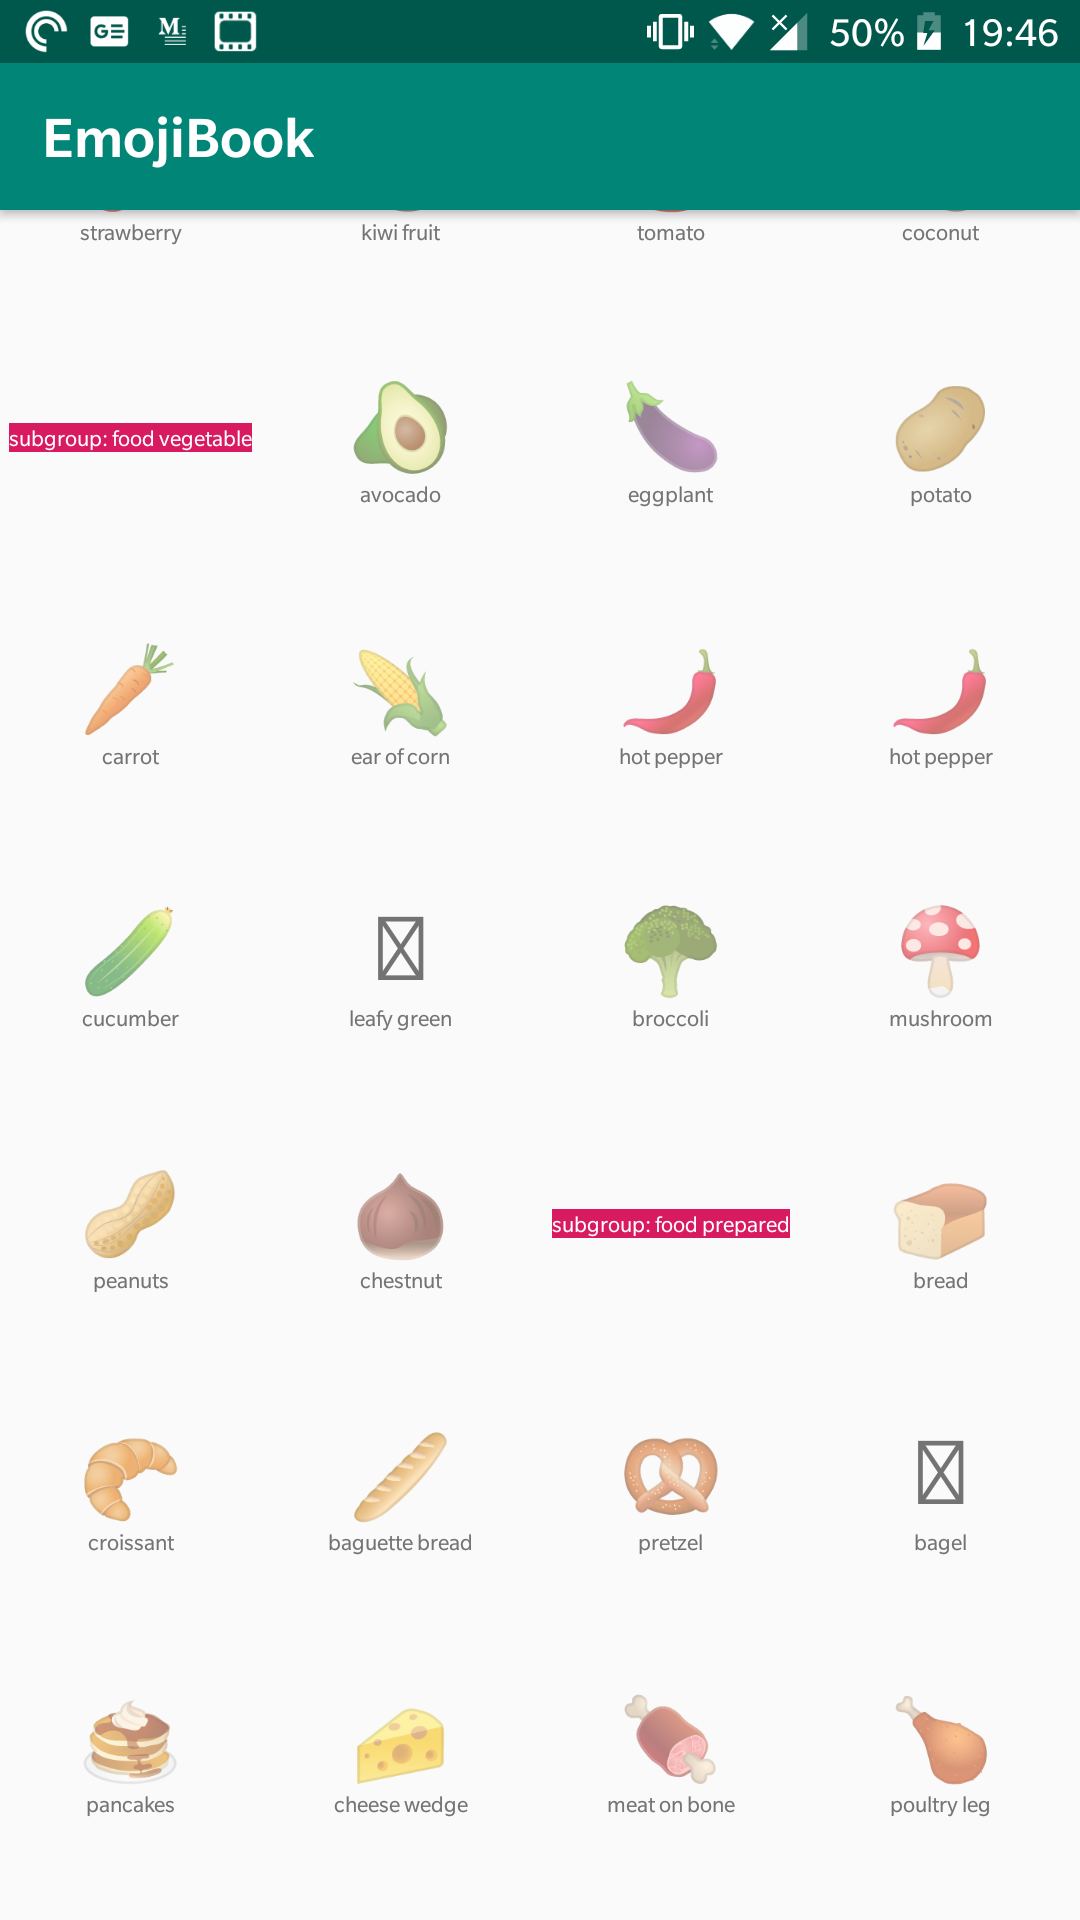 GE M 50% 19:46
EmojiBook
strawberry kiwi fruit tomato coconut
subgroup: food vegetable avocado eggplant potato
carrot ear of corn hot pepper hot pepper
cucumber leafy green broccoli mushroom
peanuts chestnut subgroup: food prepared bread
croissant baguette bread pretzel bagel
pancakes cheese wedge meat on bone poultry leg